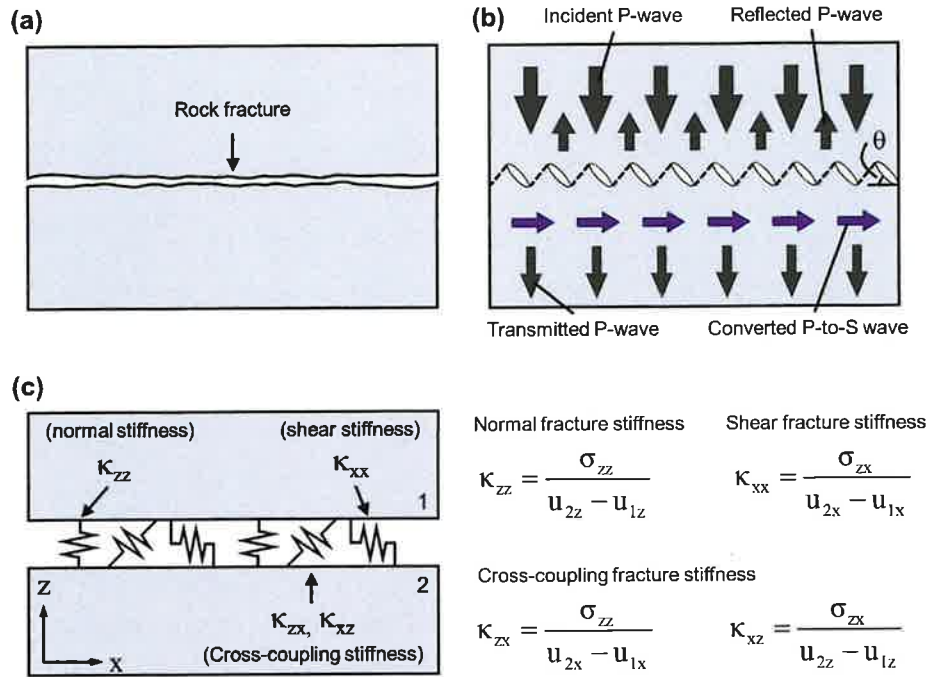 (a)
Rock fracture
(b)
Incident P-wave Reflected P-wave
θ
Transmitted P-wave Converted P-to-S wave
(c)
(normal stiffness) (shear stiffness)
κzz κxx
1
2
z
x
κzx, κxz
(Cross-coupling stiffness)
Normal fracture stiffness Shear fracture stiffness
κzz = σzz / (u2z − u1z) κxx = σzx / (u2x − u1x)
Cross-coupling fracture stiffness
κzx = σzz / (u2x − u1x) κxz = σzx / (u2z − u1z)